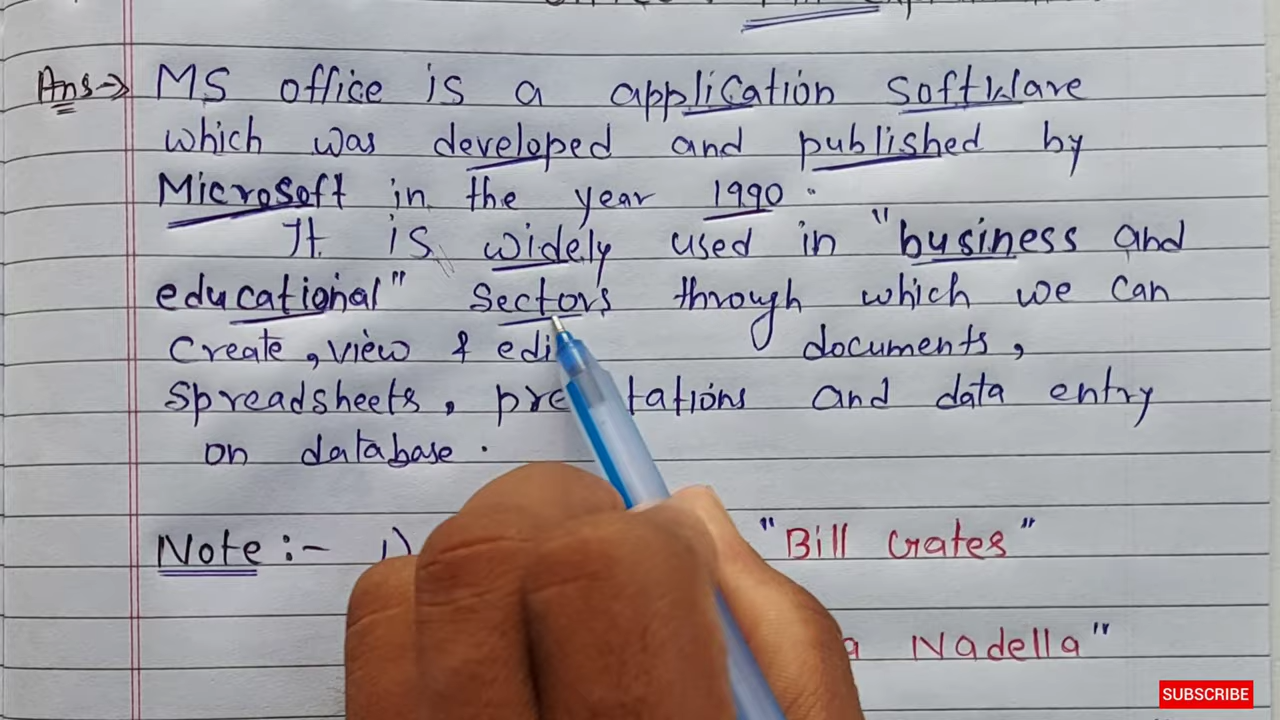 Ans→ MS office is a application software
which was developed and published by
Microsoft in the year 1990.
It is widely used in "business and
educational" sectors through which we can
Create, view & edi documents,
Spreadsheets, pre tations and data entry
on database.
Note :- 1) "Bill Gates"
a Nadella"
SUBSCRIBE